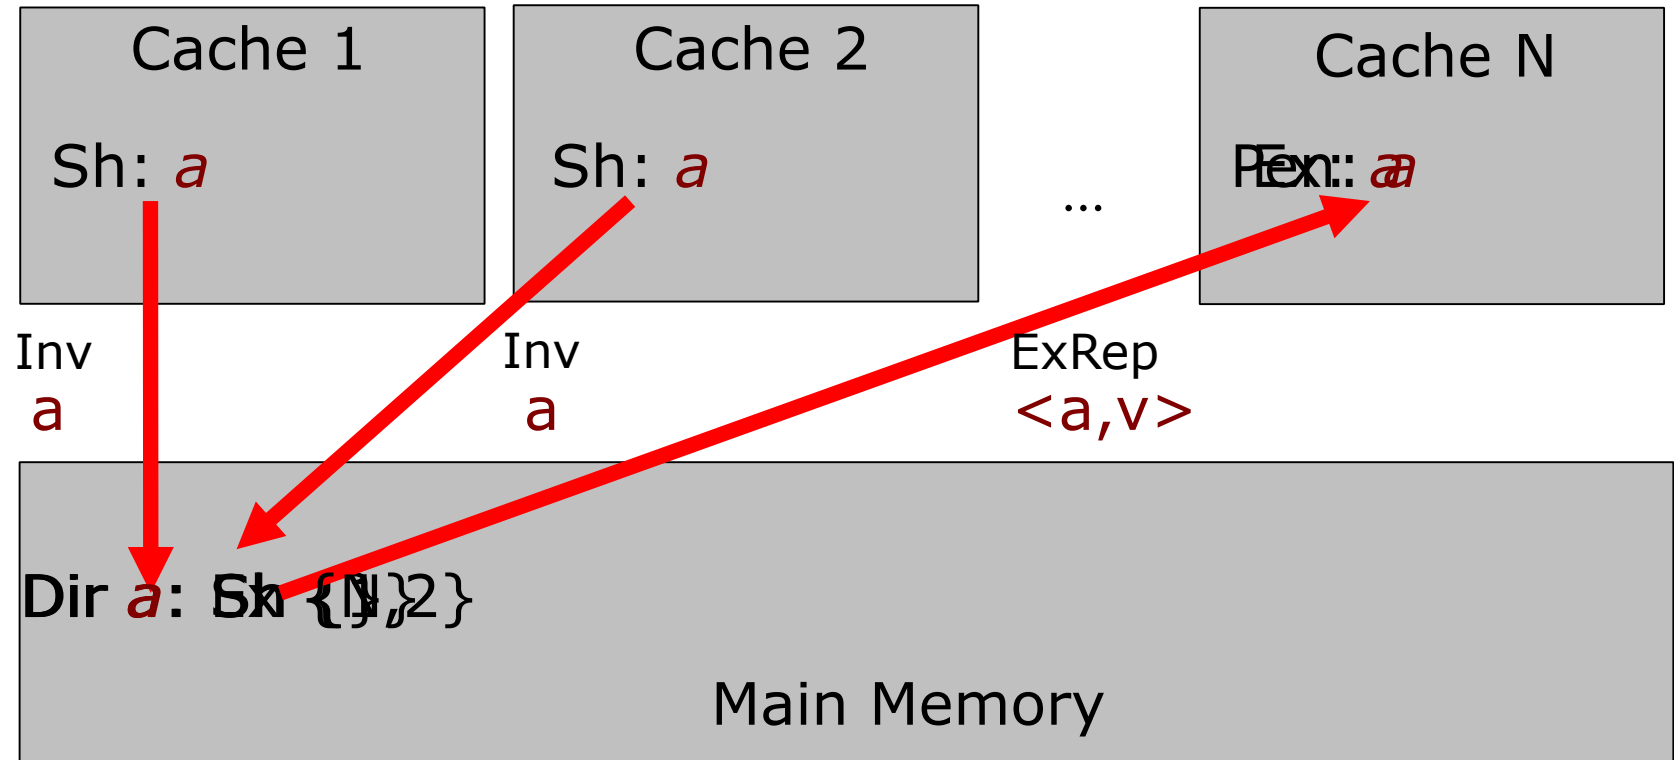 Cache 1
Cache 2
Cache N
Sh: a
Sh: a
...
Inv
a
Inv
a
ExRep
<a,v>
Dir a:
Main Memory